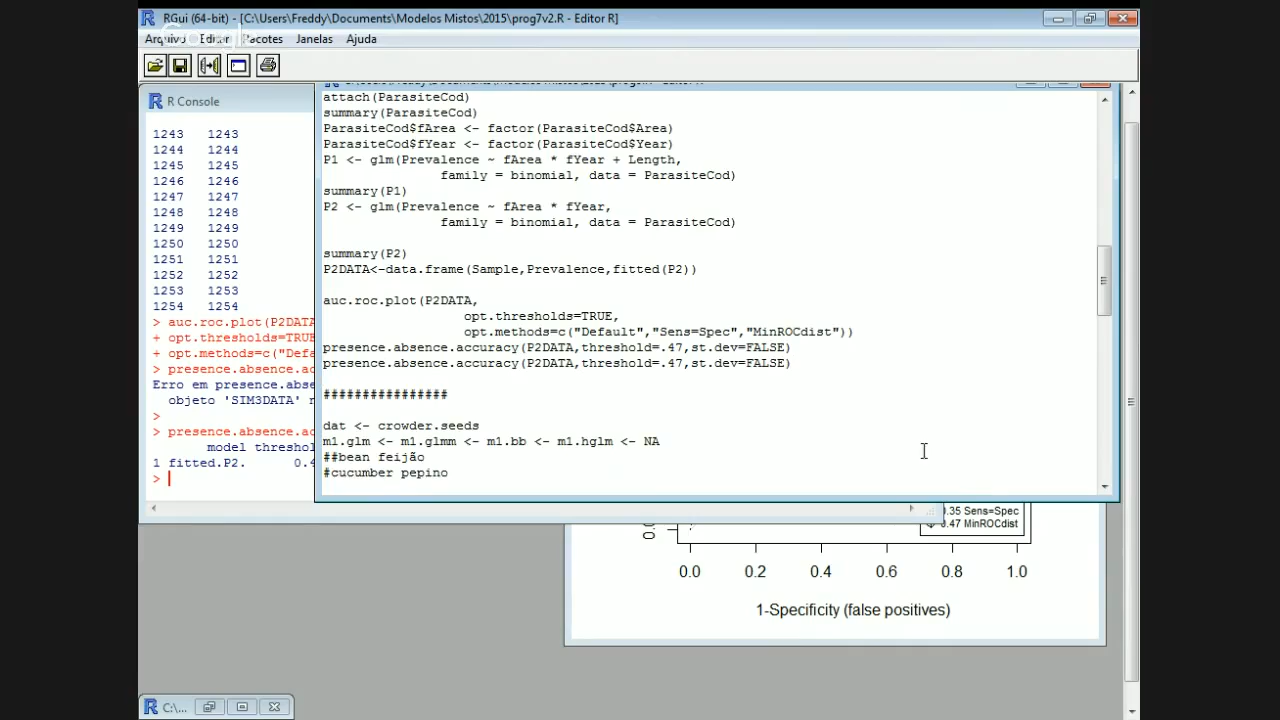 RGui (64-bit) - [C:\Users\Freddy\Documents\Modelos Mistos\2015\prog7v2.R - Editor R]
Arquivo Editar Pacotes Janelas Ajuda
R Console
1243 1243
1244 1244
1245 1245
1246 1246
1247 1247
1248 1248
1249 1249
1250 1250
1251 1251
1252 1252
1253 1253
1254 1254
> auc.roc.plot(P2DATA
+ opt.thresholds=TRUE
+ opt.methods=c("Defa
> presence.absence.ac
Erro em presence.abse
objeto 'SIM3DATA' n
>
> presence.absence.ac
model threshol
1 fitted.P2. 0.4
>
attach(ParasiteCod)
summary(ParasiteCod)
ParasiteCod$fArea <- factor(ParasiteCod$Area)
ParasiteCod$fYear <- factor(ParasiteCod$Year)
P1 <- glm(Prevalence ~ fArea * fYear + Length,
family = binomial, data = ParasiteCod)
summary(P1)
P2 <- glm(Prevalence ~ fArea * fYear,
family = binomial, data = ParasiteCod)
summary(P2)
P2DATA<-data.frame(Sample,Prevalence,fitted(P2))
auc.roc.plot(P2DATA,
opt.thresholds=TRUE,
opt.methods=c("Default","Sens=Spec","MinROCdist"))
presence.absence.accuracy(P2DATA,threshold=.47,st.dev=FALSE)
presence.absence.accuracy(P2DATA,threshold=.47,st.dev=FALSE)
################
dat <- crowder.seeds
m1.glm <- m1.glmm <- m1.bb <- m1.hglm <- NA
##bean feijão
#cucumber pepino
0.35 Sens=Spec
0.47 MinROCdist
0.0 0.2 0.4 0.6 0.8 1.0
1-Specificity (false positives)
C:\...